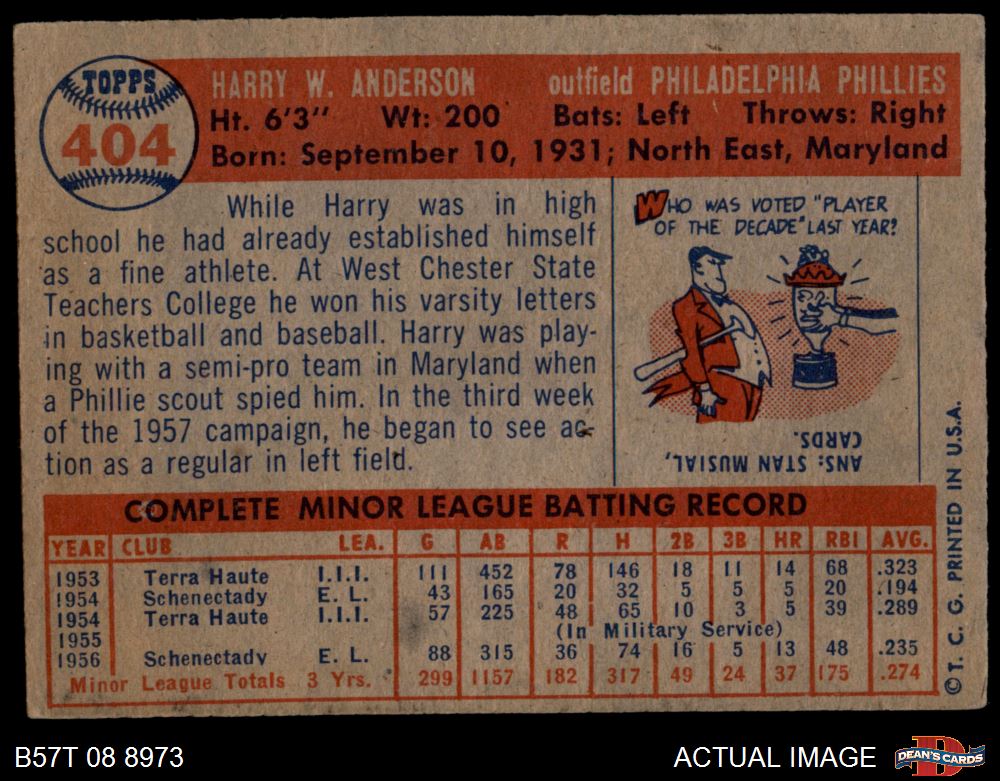 TOPPS
404
HARRY W. ANDERSON outfield PHILADELPHIA PHILLIES
Ht. 6'3" Wt: 200 Bats: Left Throws: Right
Born: September 10, 1931; North East, Maryland
While Harry was in high
school he had already established himself
as a fine athlete. At West Chester State
Teachers College he won his varsity letters
in basketball and baseball. Harry was play-
ing with a semi-pro team in Maryland when
a Phillie scout spied him. In the third week
of the 1957 campaign, he began to see ac-
tion as a regular in left field.
WHO WAS VOTED "PLAYER
OF THE DECADE" LAST YEAR?
ANS: STAN MUSIAL,
CARDS.
COMPLETE MINOR LEAGUE BATTING RECORD
YEAR CLUB LEA. G AB R H 2B 3B HR RBI AVG.
1953 Terra Haute I.I.I. 111 452 78 146 18 11 14 68 .323
1954 Schenectady E. L. 43 165 20 32 5 5 5 20 .194
1954 Terra Haute I.I.I. 57 225 48 65 10 3 5 39 .289
1955 (In Military Service)
1956 Schenectady E. L. 88 315 36 74 16 5 13 48 .235
Minor League Totals 3 Yrs. 299 1157 182 317 49 24 37 175 .274
© T. C. G. PRINTED IN U.S.A.
B57T 08 8973 ACTUAL IMAGE
D
DEAN'S CARDS